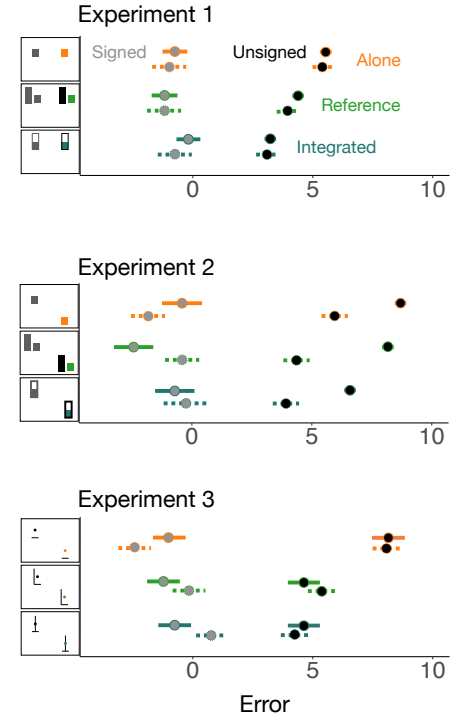 Experiment 1
Signed Unsigned Alone
Reference
Integrated
0 5 10
Experiment 2
0 5 10
Experiment 3
0 5 10
Error